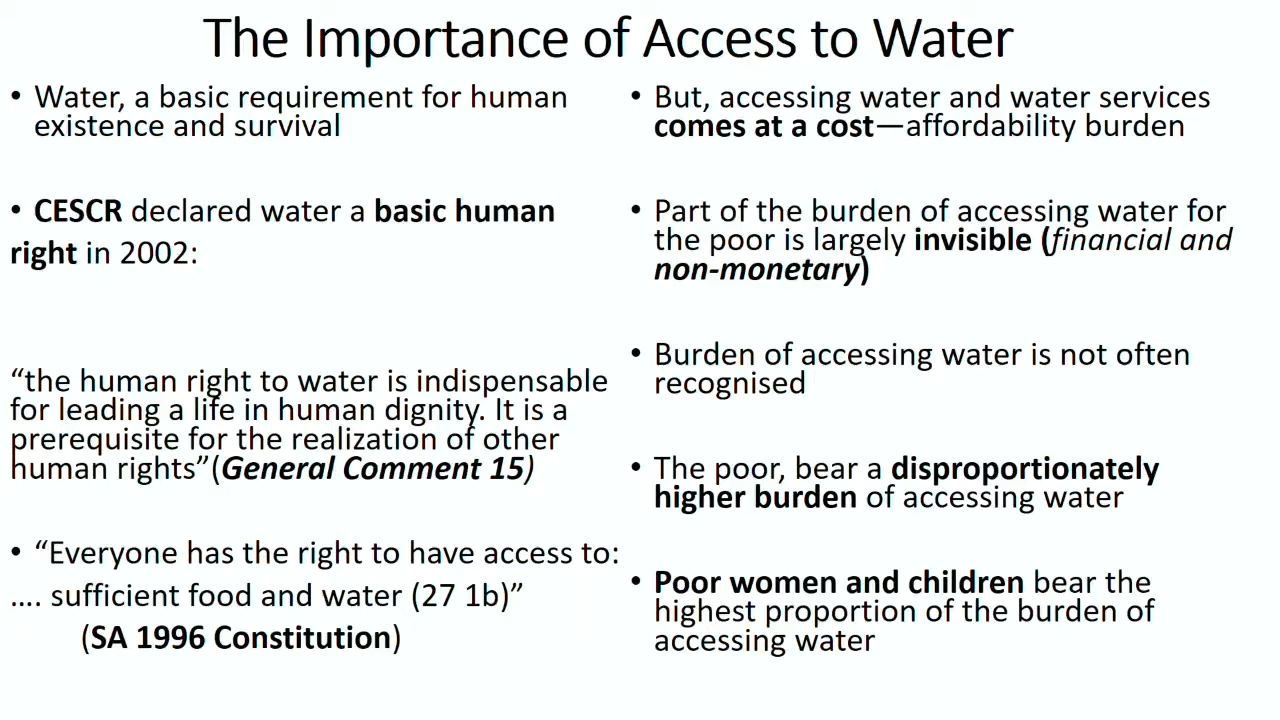 The Importance of Access to Water
• Water, a basic requirement for human
existence and survival
• CESCR declared water a basic human
right in 2002:
“the human right to water is indispensable
for leading a life in human dignity. It is a
prerequisite for the realization of other
human rights”(General Comment 15)
• “Everyone has the right to have access to:
.... sufficient food and water (27 1b)”
(SA 1996 Constitution)
• But, accessing water and water services
comes at a cost—affordability burden
• Part of the burden of accessing water for
the poor is largely invisible (financial and
non-monetary)
• Burden of accessing water is not often
recognised
• The poor, bear a disproportionately
higher burden of accessing water
• Poor women and children bear the
highest proportion of the burden of
accessing water